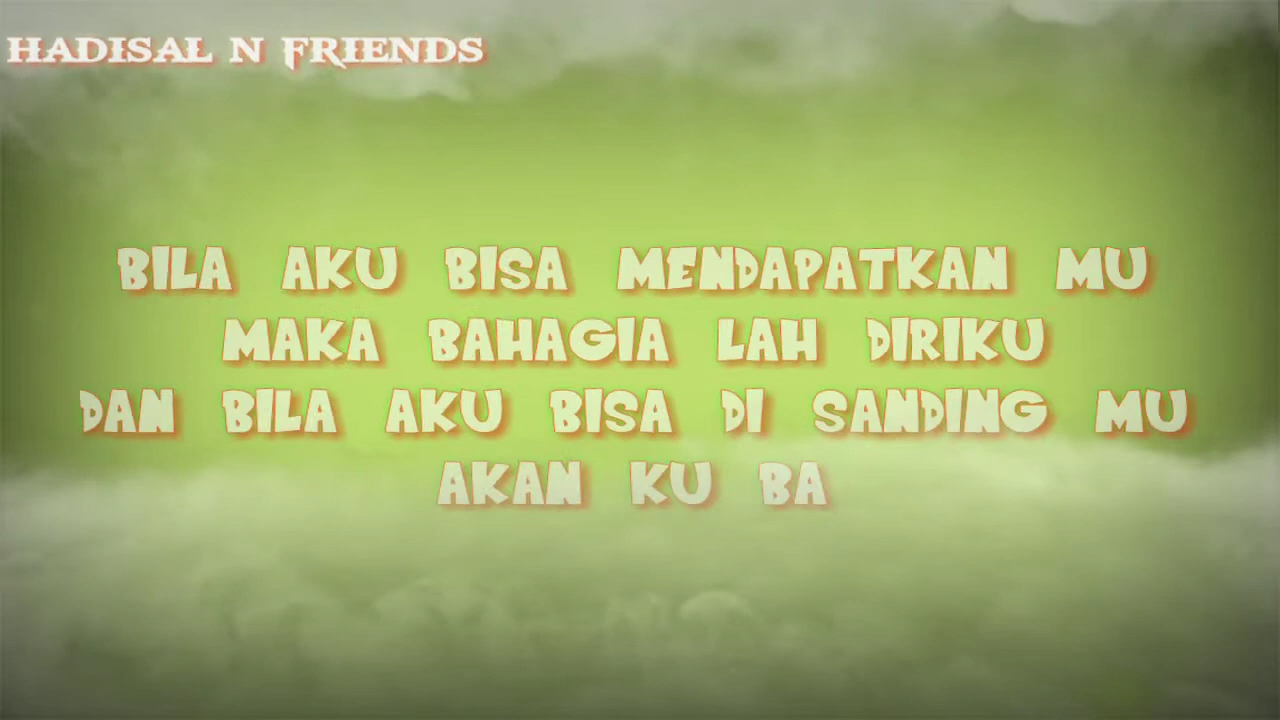 HADISAL N FRIENDS
BILA AKU BISA MENDAPATKAN MU
MAKA BAHAGIA LAH DIRIKU
DAN BILA AKU BISA DI SANDING MU
AKAN KU BA